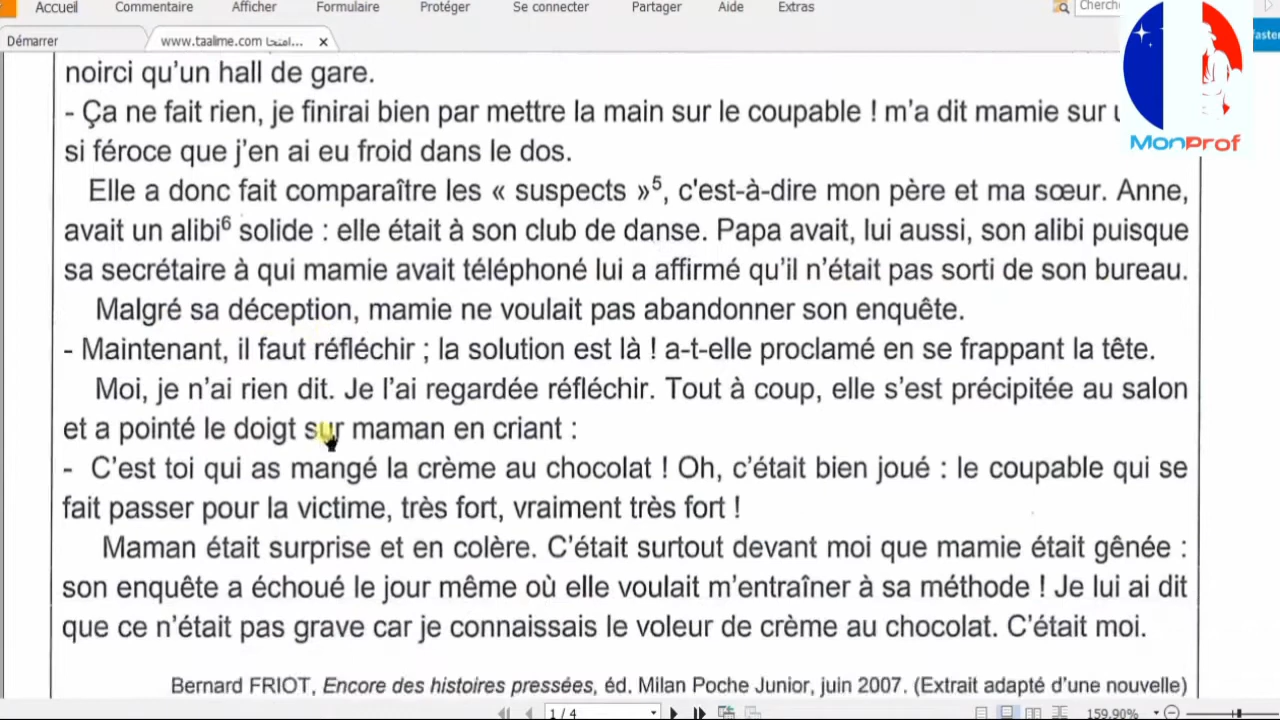 Accueil Commentaire Afficher Formulaire Protéger Se connecter Partager Aide Extras
Démarrer www.taalime.com امتحا...
noirci qu’un hall de gare.
- Ça ne fait rien, je finirai bien par mettre la main sur le coupable ! m’a dit mamie sur
si féroce que j’en ai eu froid dans le dos.
Elle a donc fait comparaître les « suspects »⁵, c'est-à-dire mon père et ma sœur. Anne,
avait un alibi⁶ solide : elle était à son club de danse. Papa avait, lui aussi, son alibi puisque
sa secrétaire à qui mamie avait téléphoné lui a affirmé qu’il n’était pas sorti de son bureau.
Malgré sa déception, mamie ne voulait pas abandonner son enquête.
- Maintenant, il faut réfléchir ; la solution est là ! a-t-elle proclamé en se frappant la tête.
Moi, je n’ai rien dit. Je l’ai regardée réfléchir. Tout à coup, elle s’est précipitée au salon
et a pointé le doigt sur maman en criant :
- C’est toi qui as mangé la crème au chocolat ! Oh, c’était bien joué : le coupable qui se
fait passer pour la victime, très fort, vraiment très fort !
Maman était surprise et en colère. C’était surtout devant moi que mamie était gênée :
son enquête a échoué le jour même où elle voulait m’entraîner à sa méthode ! Je lui ai dit
que ce n’était pas grave car je connaissais le voleur de crème au chocolat. C’était moi.
Bernard FRIOT, Encore des histoires pressées, éd. Milan Poche Junior, juin 2007. (Extrait adapté d’une nouvelle)
MonProf
1 / 4
159,90%